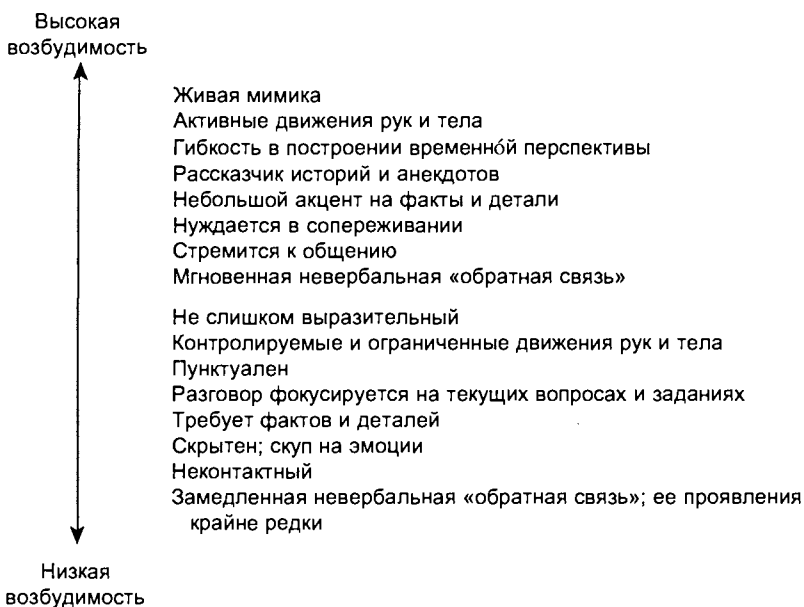 Высокая
возбудимость
Живая мимика
Активные движения рук и тела
Гибкость в построении временнóй перспективы
Рассказчик историй и анекдотов
Небольшой акцент на факты и детали
Нуждается в сопереживании
Стремится к общению
Мгновенная невербальная «обратная связь»
Не слишком выразительный
Контролируемые и ограниченные движения рук и тела
Пунктуален
Разговор фокусируется на текущих вопросах и заданиях
Требует фактов и деталей
Скрытен; скуп на эмоции
Неконтактный
Замедленная невербальная «обратная связь»; ее проявления
крайне редки
Низкая
возбудимость